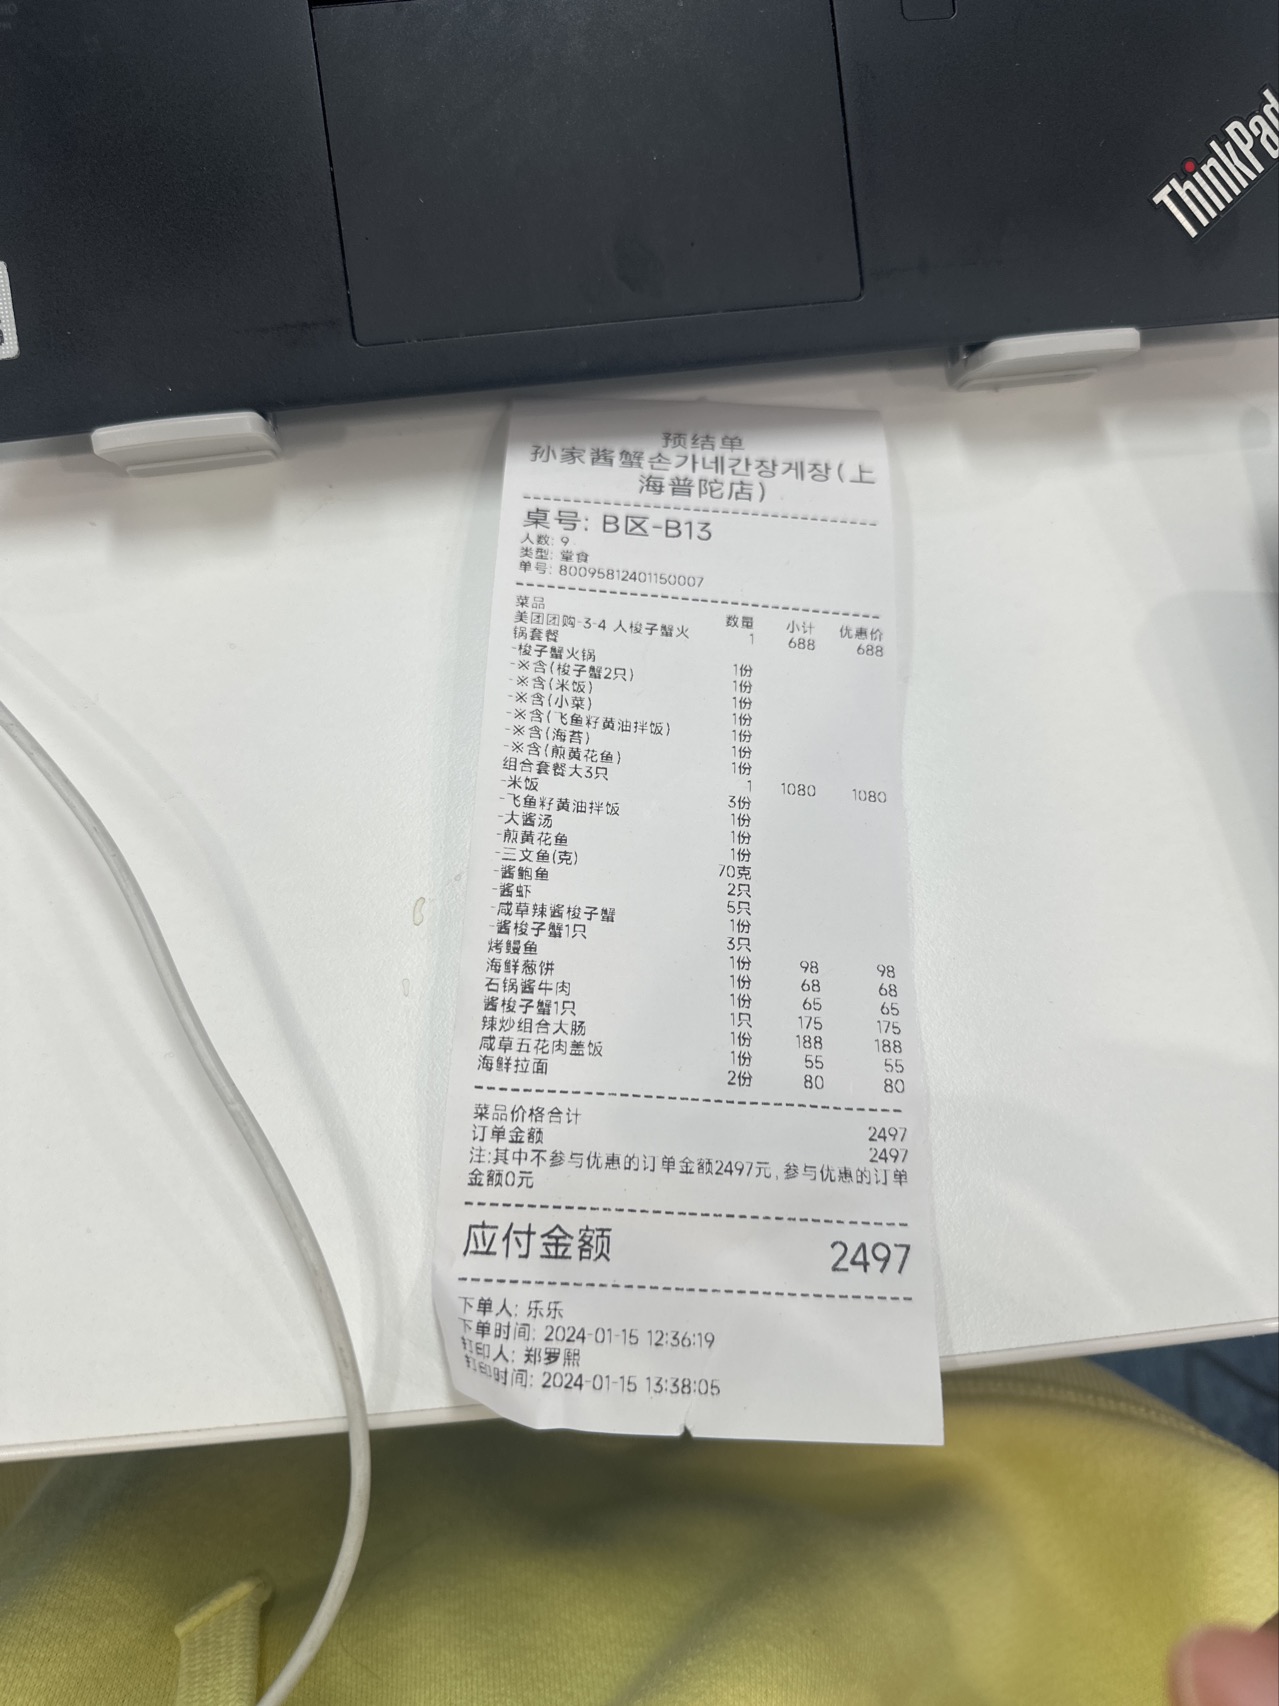 ThinkPad
预结单
孙家酱蟹손가네간장게장(上
海普陀店)
桌号: B区-B13
人数: 9
类型: 堂食
单号: 80095812401150007
菜品 数量 小计 优惠价
美团团购-3-4 人梭子蟹火 1 688 688
锅套餐
-梭子蟹火锅 1份
-※含(梭子蟹2只) 1份
-※含(米饭) 1份
-※含(小菜) 1份
-※含(飞鱼籽黄油拌饭) 1份
-※含(海苔) 1份
-※含(煎黄花鱼) 1份
组合套餐大3只 1 1080 1080
-米饭 3份
-飞鱼籽黄油拌饭 1份
-大酱汤 1份
-煎黄花鱼 1份
-三文鱼(克) 70克
-酱鲍鱼 2只
-酱虾 5只
-咸草辣酱梭子蟹 1份
-酱梭子蟹1只 3只
烤鳗鱼 1份 98 98
海鲜葱饼 1份 68 68
石锅酱牛肉 1份 65 65
酱梭子蟹1只 1只 175 175
辣炒组合大肠 1份 188 188
咸草五花肉盖饭 1份 55 55
海鲜拉面 2份 80 80
菜品价格合计 2497
订单金额 2497
注:其中不参与优惠的订单金额2497元,参与优惠的订单
金额0元
应付金额 2497
下单人: 乐乐
下单时间: 2024-01-15 12:36:19
打印人: 郑罗熙
打印时间: 2024-01-15 13:38:05